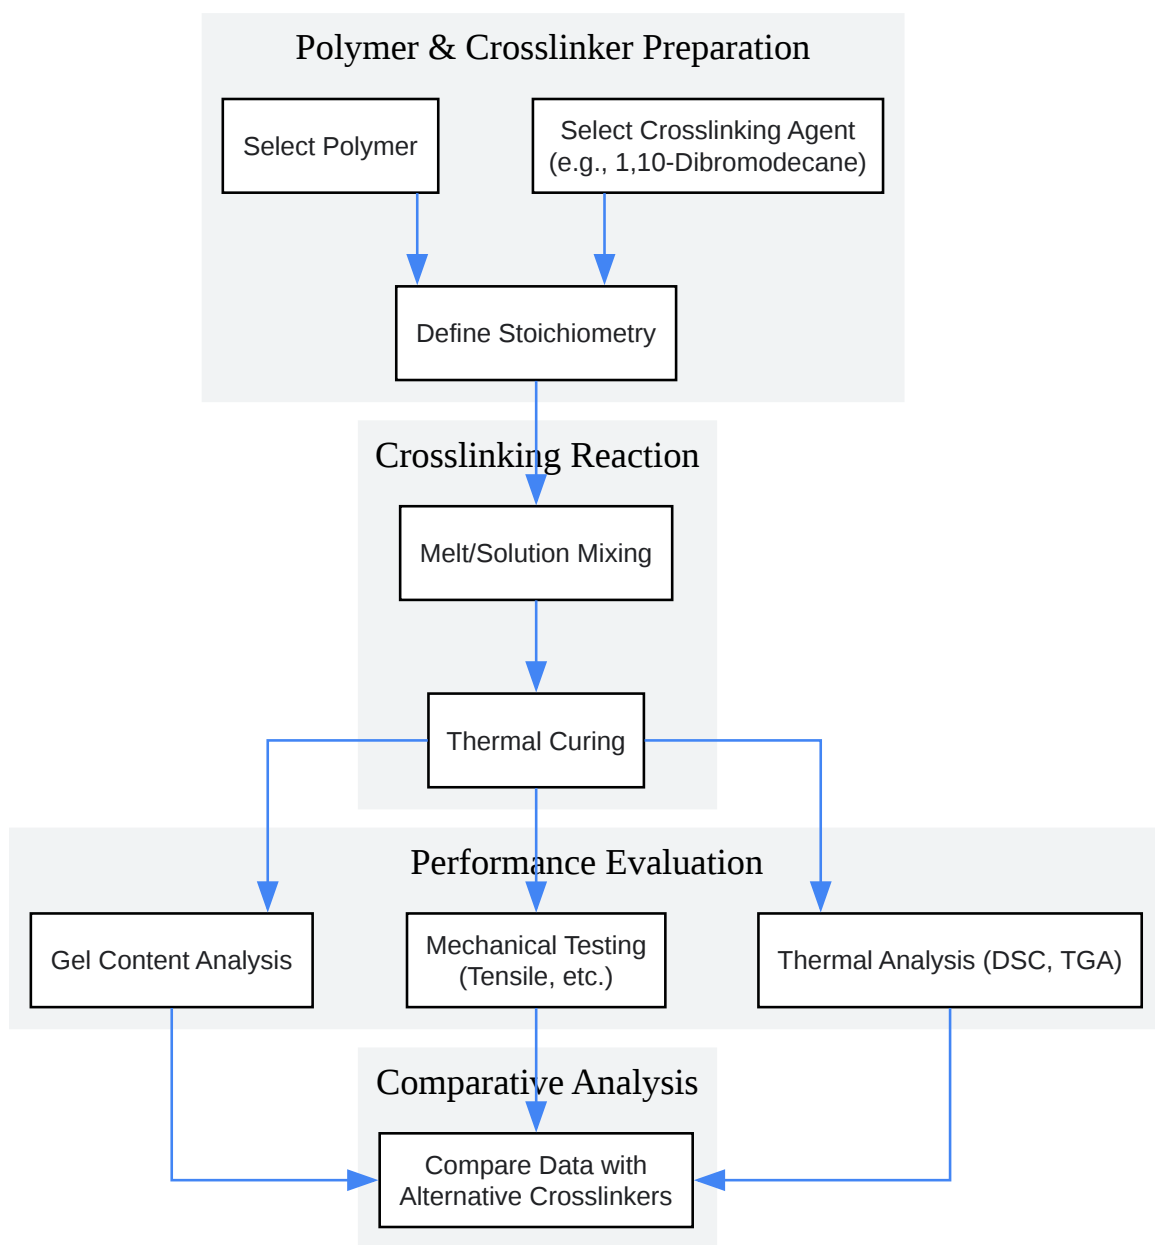 Polymer & Crosslinker Preparation
Select Polymer
Select Crosslinking Agent
(e.g., 1,10-Dibromodecane)
Define Stoichiometry
Crosslinking Reaction
Melt/Solution Mixing
Thermal Curing
Performance Evaluation
Gel Content Analysis
Mechanical Testing
(Tensile, etc.)
Thermal Analysis (DSC, TGA)
Comparative Analysis
Compare Data with
Alternative Crosslinkers